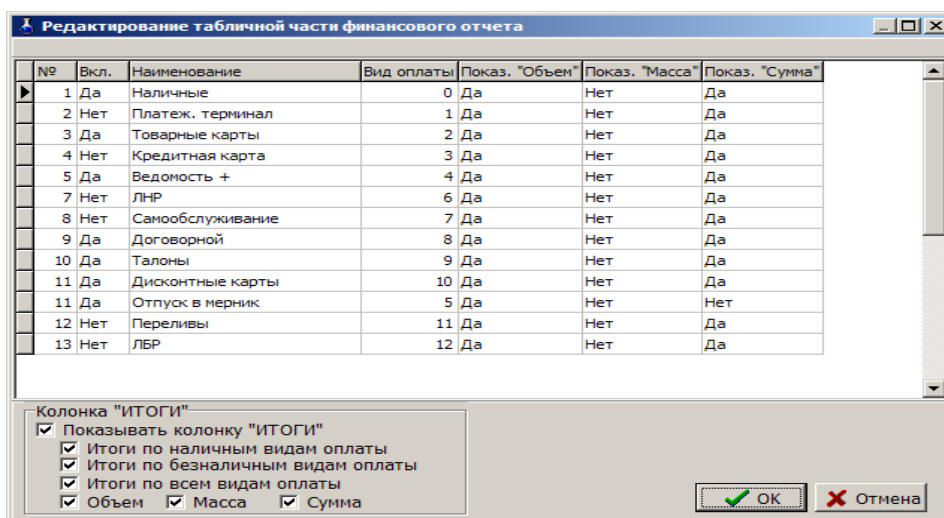 Редактирование табличной части финансового отчета
№ Вкл. Наименование Вид оплаты Показ. "Объем" Показ. "Масса" Показ. "Сумма"
1 Да Наличные 0 Да Нет Да
2 Нет Платеж. терминал 1 Да Нет Да
3 Да Товарные карты 2 Да Нет Да
4 Нет Кредитная карта 3 Да Нет Да
5 Да Ведомость + 4 Да Нет Да
7 Нет ЛНР 6 Да Нет Да
8 Нет Самообслуживание 7 Да Нет Да
9 Да Договорной 8 Да Нет Да
10 Да Талоны 9 Да Нет Да
11 Да Дисконтные карты 10 Да Нет Да
11 Да Отпуск в мерник 5 Да Нет Нет
12 Нет Переливы 11 Да Нет Да
13 Нет ЛБР 12 Да Нет Да
Колонка "ИТОГИ"
Показывать колонку "ИТОГИ"
Итоги по наличным видам оплаты
Итоги по безналичным видам оплаты
Итоги по всем видам оплаты
Объем Масса Сумма
ОК Отмена